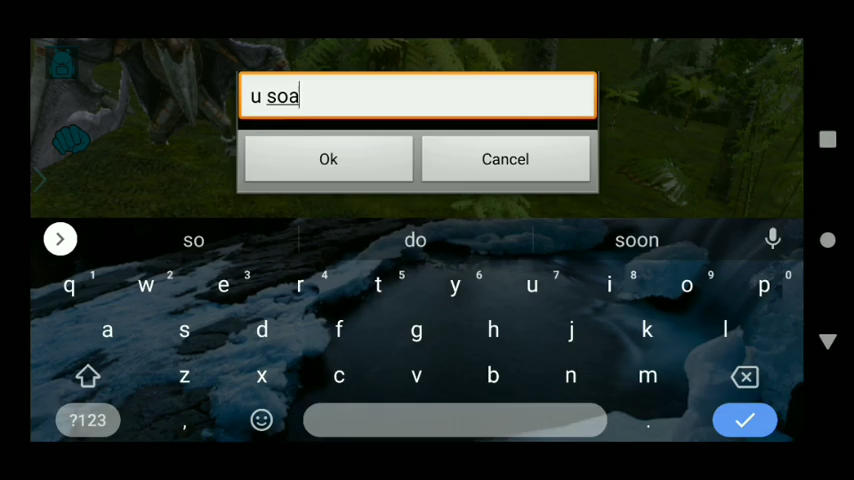 u soa
Ok Cancel
so do soon
1 2 3 4 5 6 7 8 9 0
q w e r t y u i o p
a s d f g h j k l
z x c v b n m
?123 , .